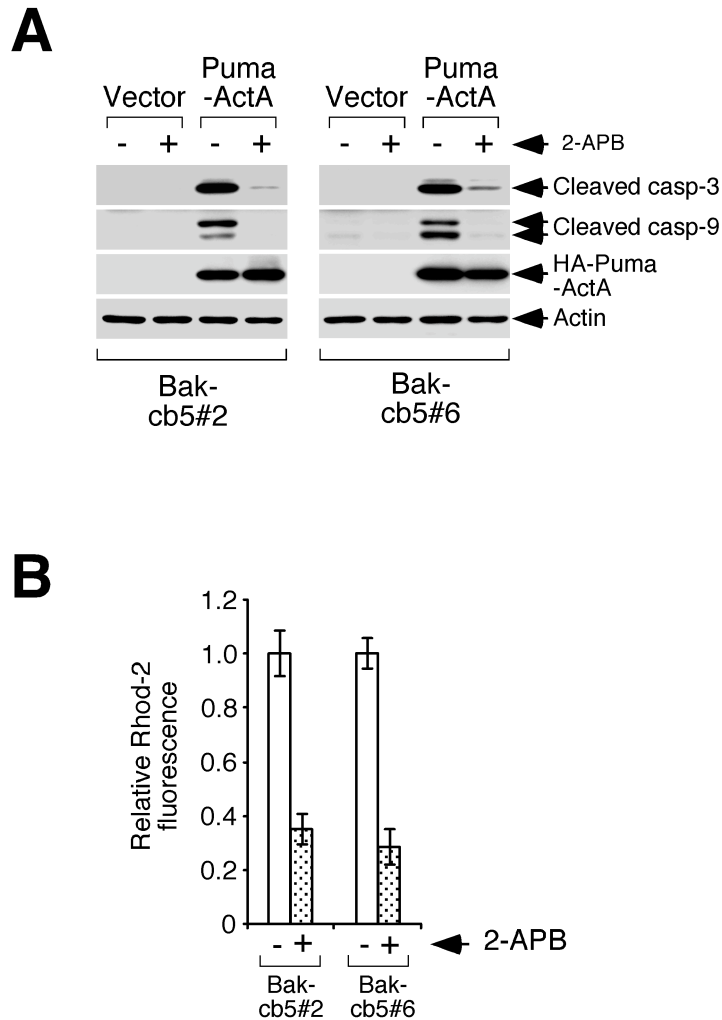 A
Vector
Puma
-ActA
Vector
Puma
-ActA
- + - + - + - + 2-APB
Cleaved casp-3
Cleaved casp-9
HA-Puma
-ActA
Actin
Bak-
cb5#2
Bak-
cb5#6
B
Relative Rhod-2
fluorescence
1.2
1.0
0.8
0.6
0.4
0.2
0
- + - + 2-APB
Bak-
cb5#2
Bak-
cb5#6